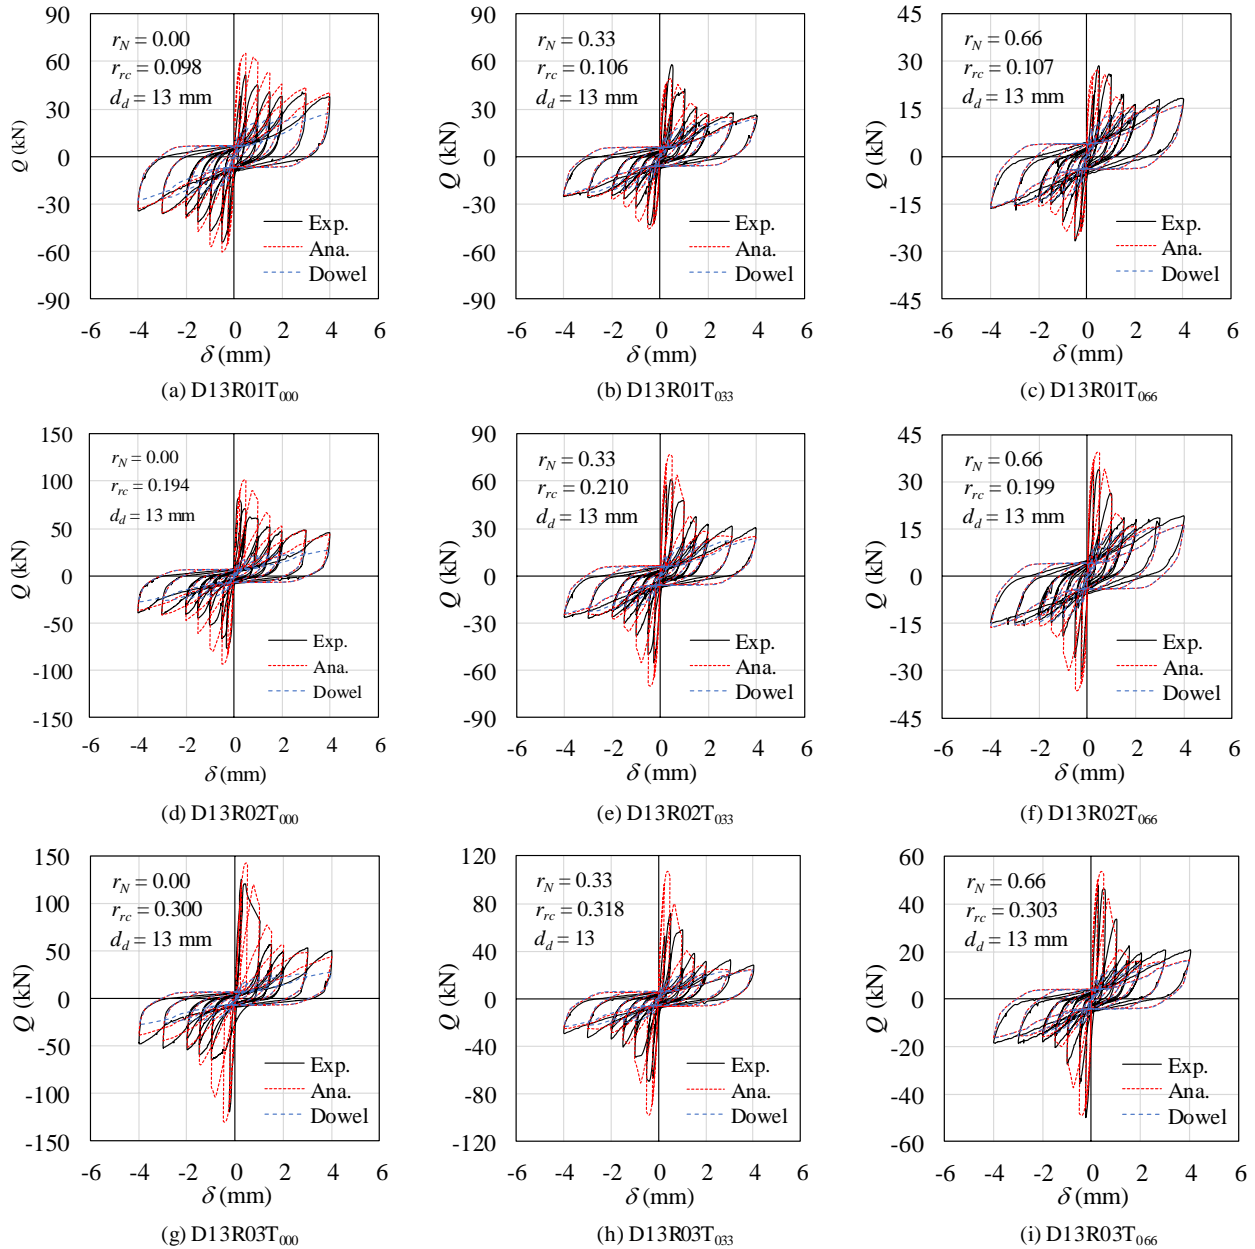 90
60
30
0
-30
-60
-90
Q (kN)
r_N = 0.00
r_rc = 0.098
d_d = 13 mm
Exp.
Ana.
Dowel
-6 -4 -2 0 2 4 6
δ (mm)
(a) D13R01T000
90
60
30
0
-30
-60
-90
Q (kN)
r_N = 0.33
r_rc = 0.106
d_d = 13 mm
Exp.
Ana.
Dowel
-6 -4 -2 0 2 4 6
δ (mm)
(b) D13R01T033
45
30
15
0
-15
-30
-45
Q (kN)
r_N = 0.66
r_rc = 0.107
d_d = 13 mm
Exp.
Ana.
Dowel
-6 -4 -2 0 2 4 6
δ (mm)
(c) D13R01T066
150
100
50
0
-50
-100
-150
Q (kN)
r_N = 0.00
r_rc = 0.194
d_d = 13 mm
Exp.
Ana.
Dowel
-6 -4 -2 0 2 4 6
δ (mm)
(d) D13R02T000
90
60
30
0
-30
-60
-90
Q (kN)
r_N = 0.33
r_rc = 0.210
d_d = 13 mm
Exp.
Ana.
Dowel
-6 -4 -2 0 2 4 6
δ (mm)
(e) D13R02T033
45
30
15
0
-15
-30
-45
Q (kN)
r_N = 0.66
r_rc = 0.199
d_d = 13 mm
Exp.
Ana.
Dowel
-6 -4 -2 0 2 4 6
δ (mm)
(f) D13R02T066
150
100
50
0
-50
-100
-150
Q (kN)
r_N = 0.00
r_rc = 0.300
d_d = 13 mm
Exp.
Ana.
Dowel
-6 -4 -2 0 2 4 6
δ (mm)
(g) D13R03T000
120
80
40
0
-40
-80
-120
Q (kN)
r_N = 0.33
r_rc = 0.318
d_d = 13
Exp.
Ana.
Dowel
-6 -4 -2 0 2 4 6
δ (mm)
(h) D13R03T033
60
40
20
0
-20
-40
-60
Q (kN)
r_N = 0.66
r_rc = 0.303
d_d = 13 mm
Exp.
Ana.
Dowel
-6 -4 -2 0 2 4 6
δ (mm)
(i) D13R03T066